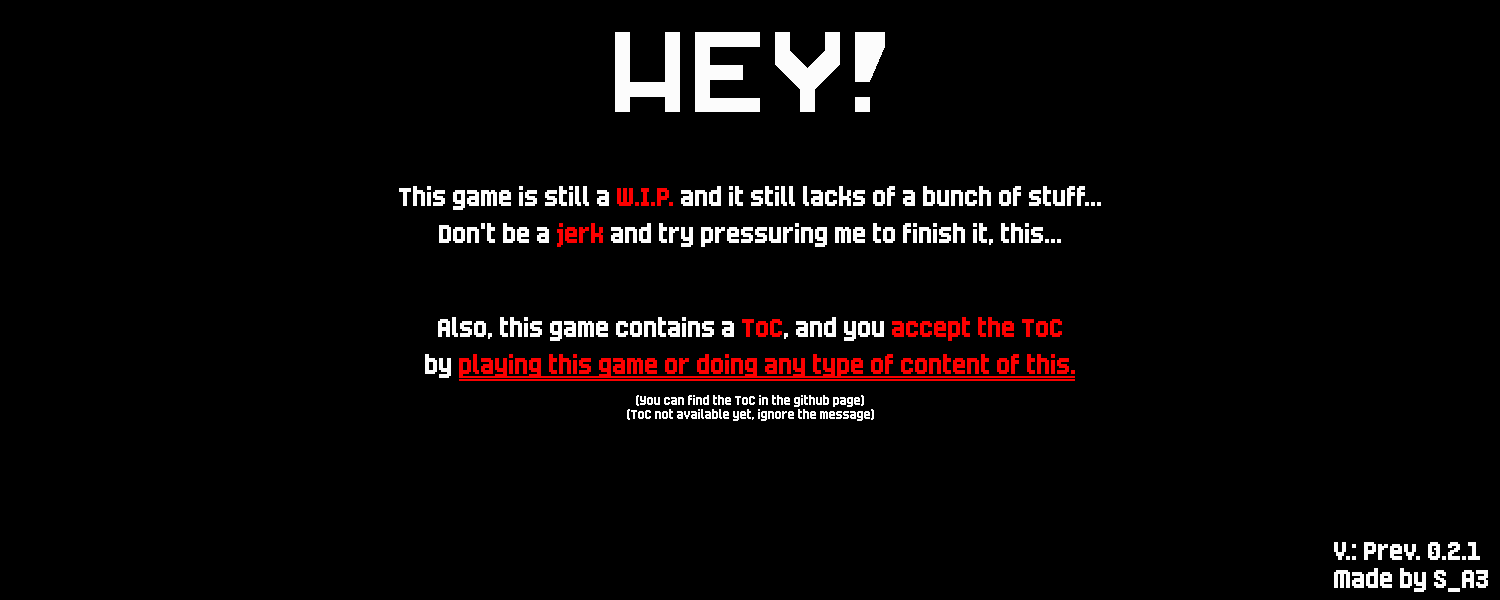 HEY!
This game is still a W.I.P. and it still lacks of a bunch of stuff...
Don't be a jerk and try pressuring me to finish it, this...
Also, this game contains a ToC, and you accept the ToC
by playing this game or doing any type of content of this.
(You can find the ToC in the github page)
(ToC not available yet, ignore the message)
V.: Prev. 0.2.1
Made by S_A3